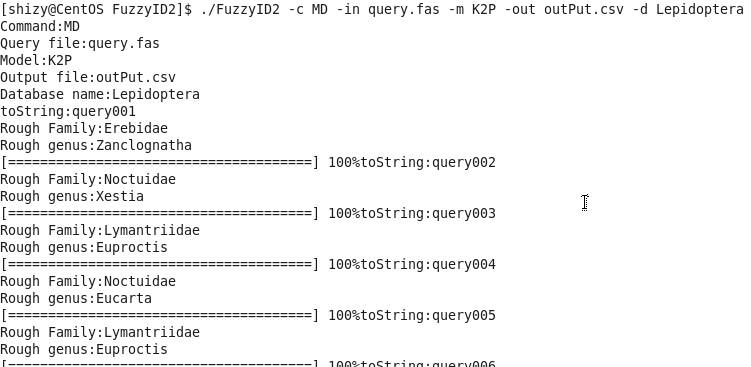 [shizy@CentOS FuzzyID2]$ ./FuzzyID2 -c MD -in query.fas -m K2P -out outPut.csv -d Lepidoptera
Command:MD
Query file:query.fas
Model:K2P
Output file:outPut.csv
Database name:Lepidoptera
toString:query001
Rough Family:Erebidae
Rough genus:Zanclognatha
[======================================] 100%toString:query002
Rough Family:Noctuidae
Rough genus:Xestia
[======================================] 100%toString:query003
Rough Family:Lymantriidae
Rough genus:Euproctis
[======================================] 100%toString:query004
Rough Family:Noctuidae
Rough genus:Eucarta
[======================================] 100%toString:query005
Rough Family:Lymantriidae
Rough genus:Euproctis
[======================================] 100%toString:query006